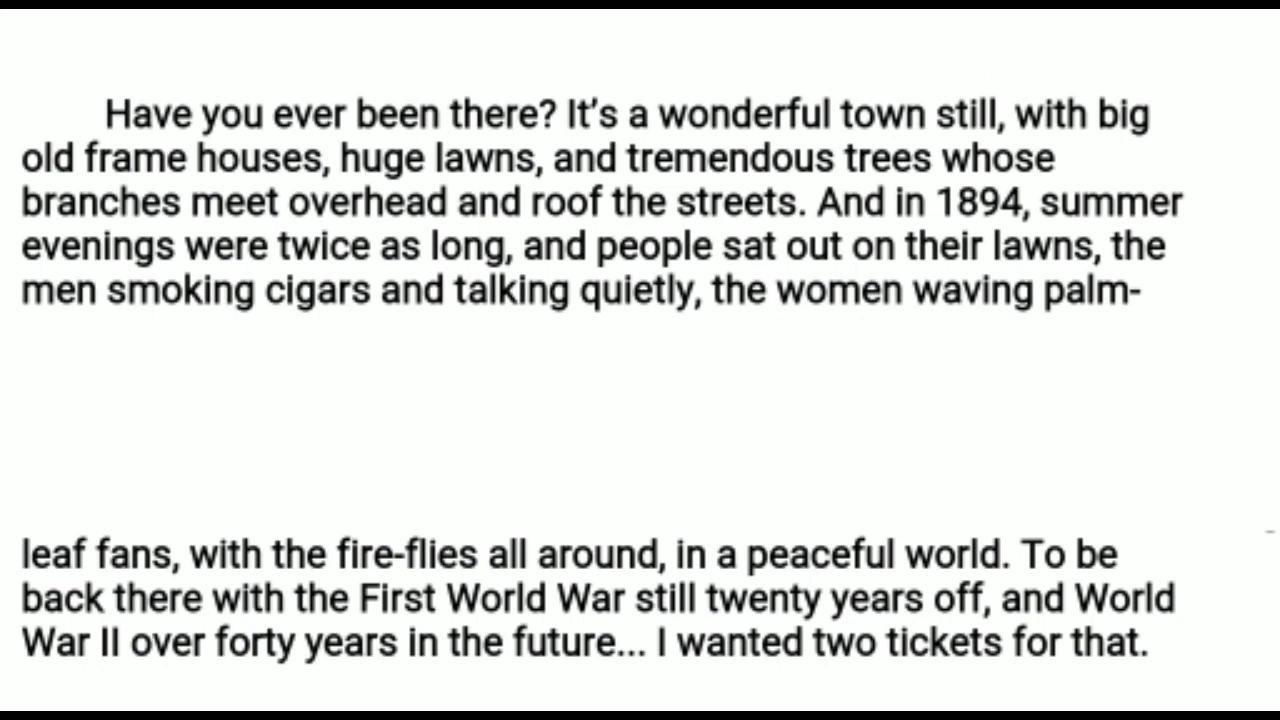 Have you ever been there? It's a wonderful town still, with big
old frame houses, huge lawns, and tremendous trees whose
branches meet overhead and roof the streets. And in 1894, summer
evenings were twice as long, and people sat out on their lawns, the
men smoking cigars and talking quietly, the women waving palm-
leaf fans, with the fire-flies all around, in a peaceful world. To be
back there with the First World War still twenty years off, and World
War II over forty years in the future... I wanted two tickets for that.